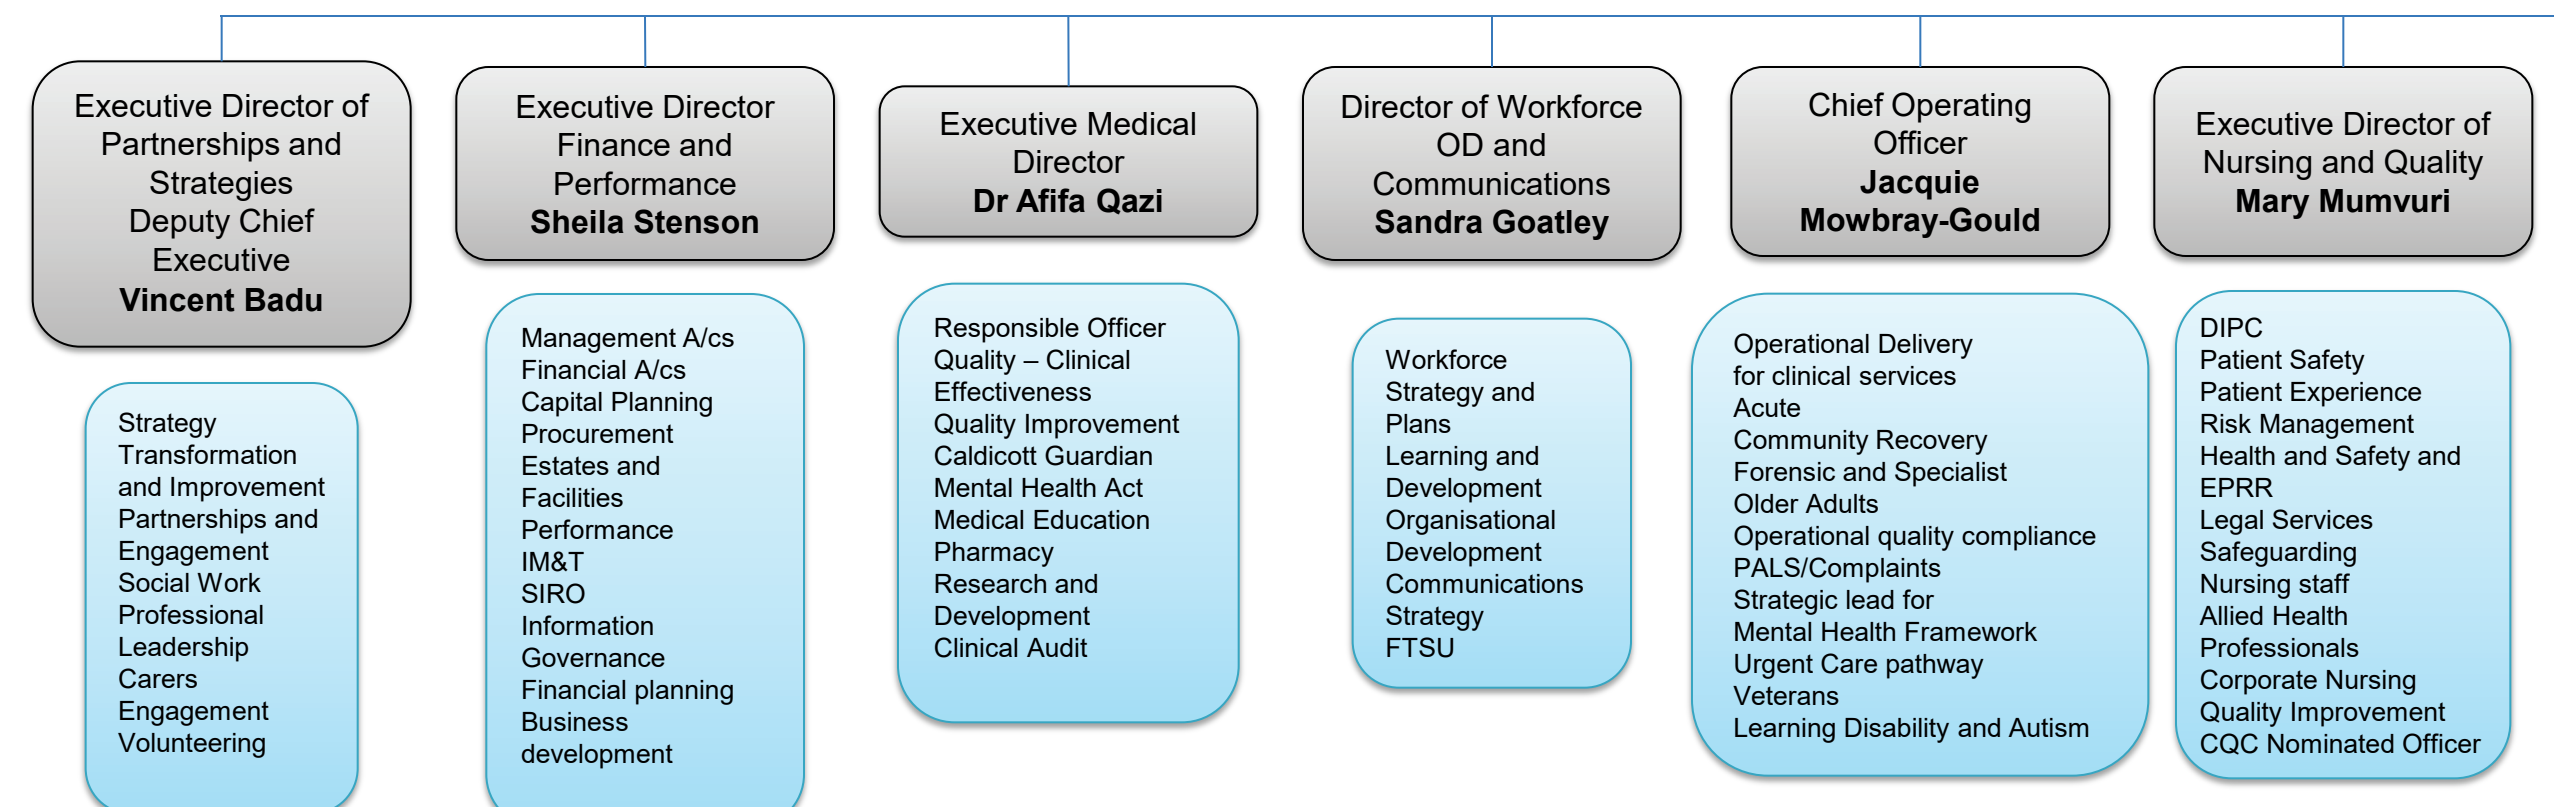 Executive Director of
Partnerships and
Strategies
Deputy Chief
Executive
Vincent Badu
Strategy
Transformation
and Improvement
Partnerships and
Engagement
Social Work
Professional
Leadership
Carers
Engagement
Volunteering
Executive Director
Finance and
Performance
Sheila Stenson
Management A/cs
Financial A/cs
Capital Planning
Procurement
Estates and
Facilities
Performance
IM&T
SIRO
Information
Governance
Financial planning
Business
development
Executive Medical
Director
Dr Afifa Qazi
Responsible Officer
Quality – Clinical
Effectiveness
Quality Improvement
Caldicott Guardian
Mental Health Act
Medical Education
Pharmacy
Research and
Development
Clinical Audit
Director of Workforce
OD and
Communications
Sandra Goatley
Workforce
Strategy and
Plans
Learning and
Development
Organisational
Development
Communications
Strategy
FTSU
Chief Operating
Officer
Jacquie
Mowbray-Gould
Operational Delivery
for clinical services
Acute
Community Recovery
Forensic and Specialist
Older Adults
Operational quality compliance
PALS/Complaints
Strategic lead for
Mental Health Framework
Urgent Care pathway
Veterans
Learning Disability and Autism
Executive Director of
Nursing and Quality
Mary Mumvuri
DIPC
Patient Safety
Patient Experience
Risk Management
Health and Safety and
EPRR
Legal Services
Safeguarding
Nursing staff
Allied Health
Professionals
Corporate Nursing
Quality Improvement
CQC Nominated Officer